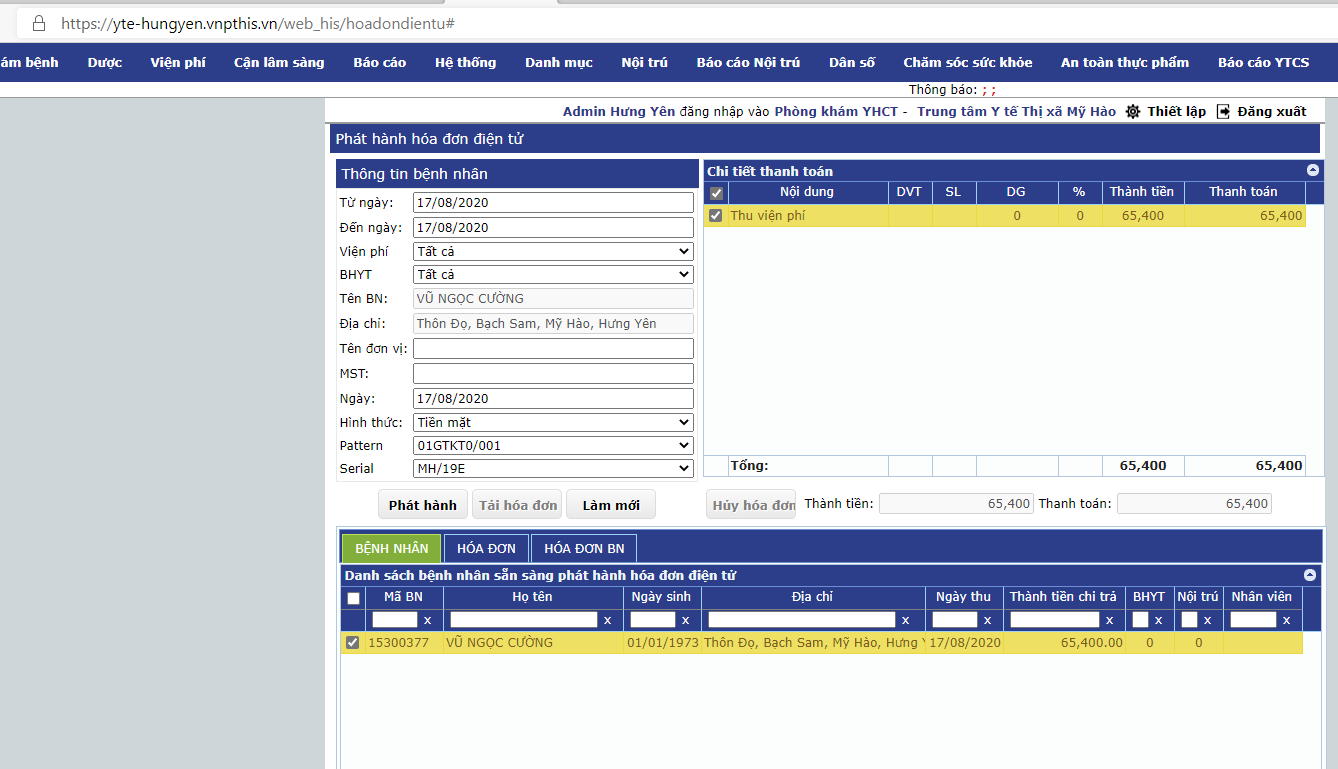 https://yte-hungyen.vnpthis.vn/web_his/hoadondientu#
ám bệnh Dược Viện phí Cận lâm sàng Báo cáo Hệ thống Danh mục Nội trú Báo cáo Nội trú Dân số Chăm sóc sức khỏe An toàn thực phẩm Báo cáo YTCS
Thông báo: ; ;
Admin Hưng Yên đăng nhập vào Phòng khám YHCT - Trung tâm Y tế Thị xã Mỹ Hào Thiết lập Đăng xuất
Phát hành hóa đơn điện tử
Thông tin bệnh nhân
Từ ngày: 17/08/2020
Đến ngày: 17/08/2020
Viện phí Tất cả
BHYT Tất cả
Tên BN: VŨ NGỌC CƯỜNG
Địa chỉ: Thôn Đọ, Bạch Sam, Mỹ Hào, Hưng Yên
Tên đơn vị:
MST:
Ngày: 17/08/2020
Hình thức: Tiền mặt
Pattern 01GTKT0/001
Serial MH/19E
Phát hành Tải hóa đơn Làm mới
Chi tiết thanh toán
Nội dung DVT SL DG % Thành tiền Thanh toán
Thu viện phí 0 0 65,400 65,400
Tổng: 65,400 65,400
Hủy hóa đơn Thành tiền: 65,400 Thanh toán: 65,400
BỆNH NHÂN HÓA ĐƠN HÓA ĐƠN BN
Danh sách bệnh nhân sẵn sàng phát hành hóa đơn điện tử
Mã BN Họ tên Ngày sinh Địa chỉ Ngày thu Thành tiền chi trả BHYT Nội trú Nhân viên
x x x x x x x x x
15300377 VŨ NGỌC CƯỜNG 01/01/1973 Thôn Đọ, Bạch Sam, Mỹ Hào, Hưng Y 17/08/2020 65,400.00 0 0